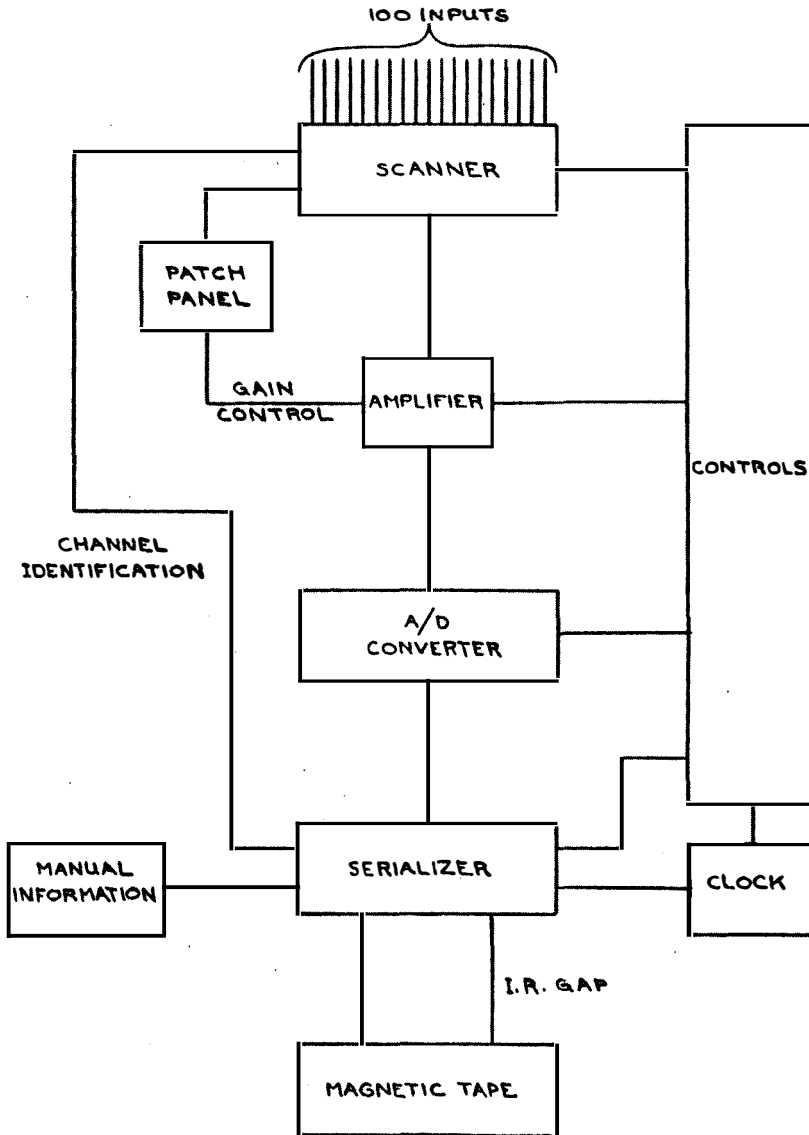 100 INPUTS
SCANNER
PATCH
PANEL
GAIN
CONTROL
AMPLIFIER
CONTROLS
CHANNEL
IDENTIFICATION
A/D
CONVERTER
MANUAL
INFORMATION
SERIALIZER
CLOCK
I.R. GAP
MAGNETIC TAPE